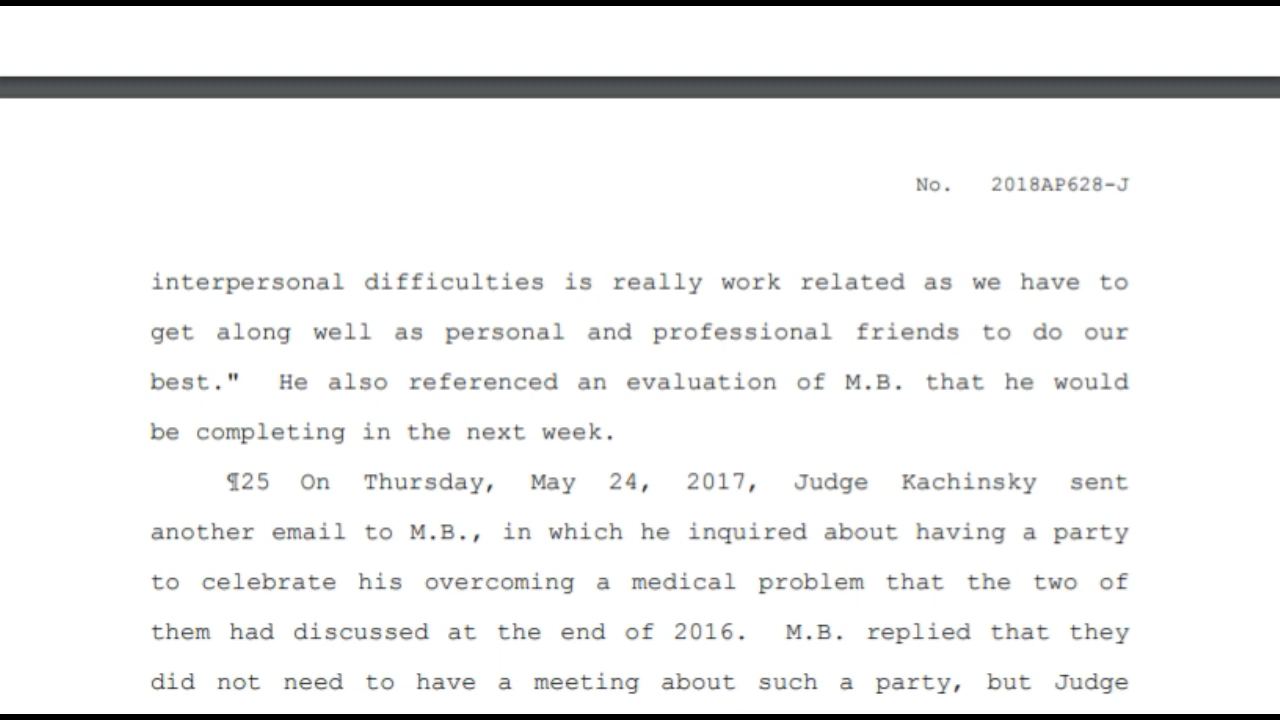 No. 2018AP628-J
interpersonal difficulties is really work related as we have to
get along well as personal and professional friends to do our
best." He also referenced an evaluation of M.B. that he would
be completing in the next week.
¶25 On Thursday, May 24, 2017, Judge Kachinsky sent
another email to M.B., in which he inquired about having a party
to celebrate his overcoming a medical problem that the two of
them had discussed at the end of 2016. M.B. replied that they
did not need to have a meeting about such a party, but Judge